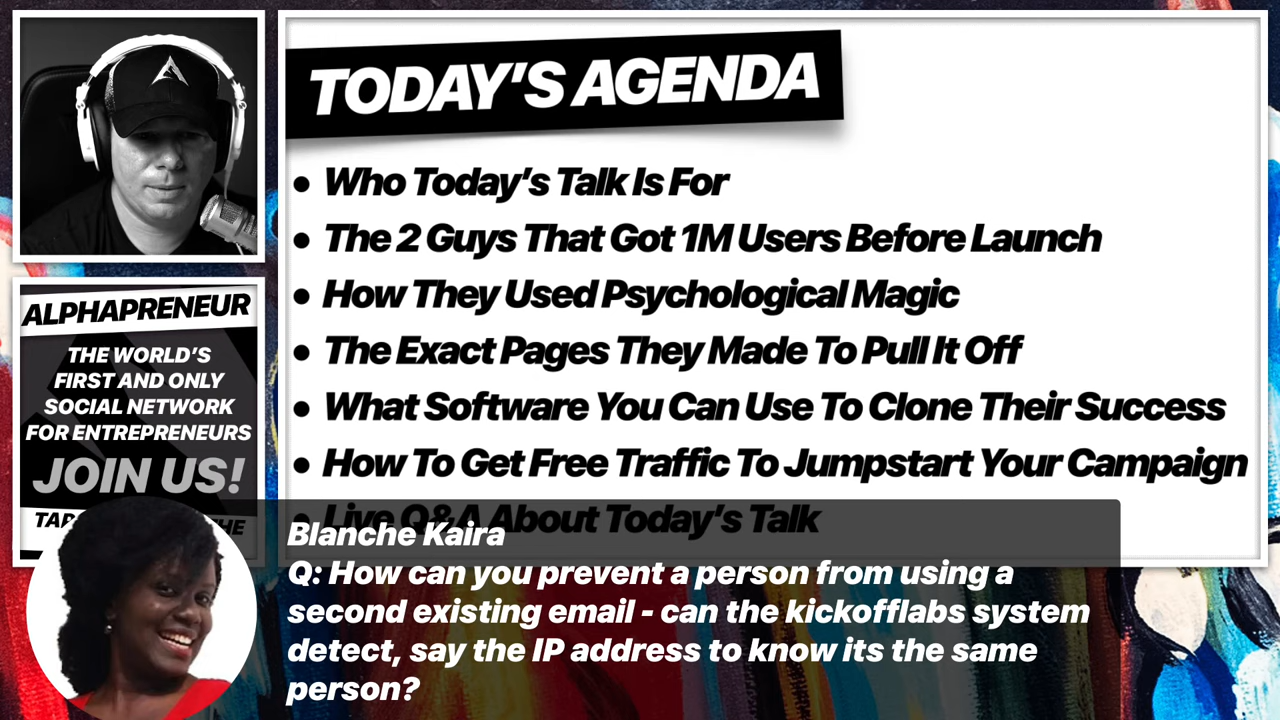 TODAY'S AGENDA
• Who Today's Talk Is For
• The 2 Guys That Got 1M Users Before Launch
• How They Used Psychological Magic
• The Exact Pages They Made To Pull It Off
• What Software You Can Use To Clone Their Success
• How To Get Free Traffic To Jumpstart Your Campaign
• Live Q&A About Today's Talk
ALPHAPRENEUR
THE WORLD'S
FIRST AND ONLY
SOCIAL NETWORK
FOR ENTREPRENEURS
JOIN US!
Blanche Kaira
Q: How can you prevent a person from using a
second existing email - can the kickofflabs system
detect, say the IP address to know its the same
person?